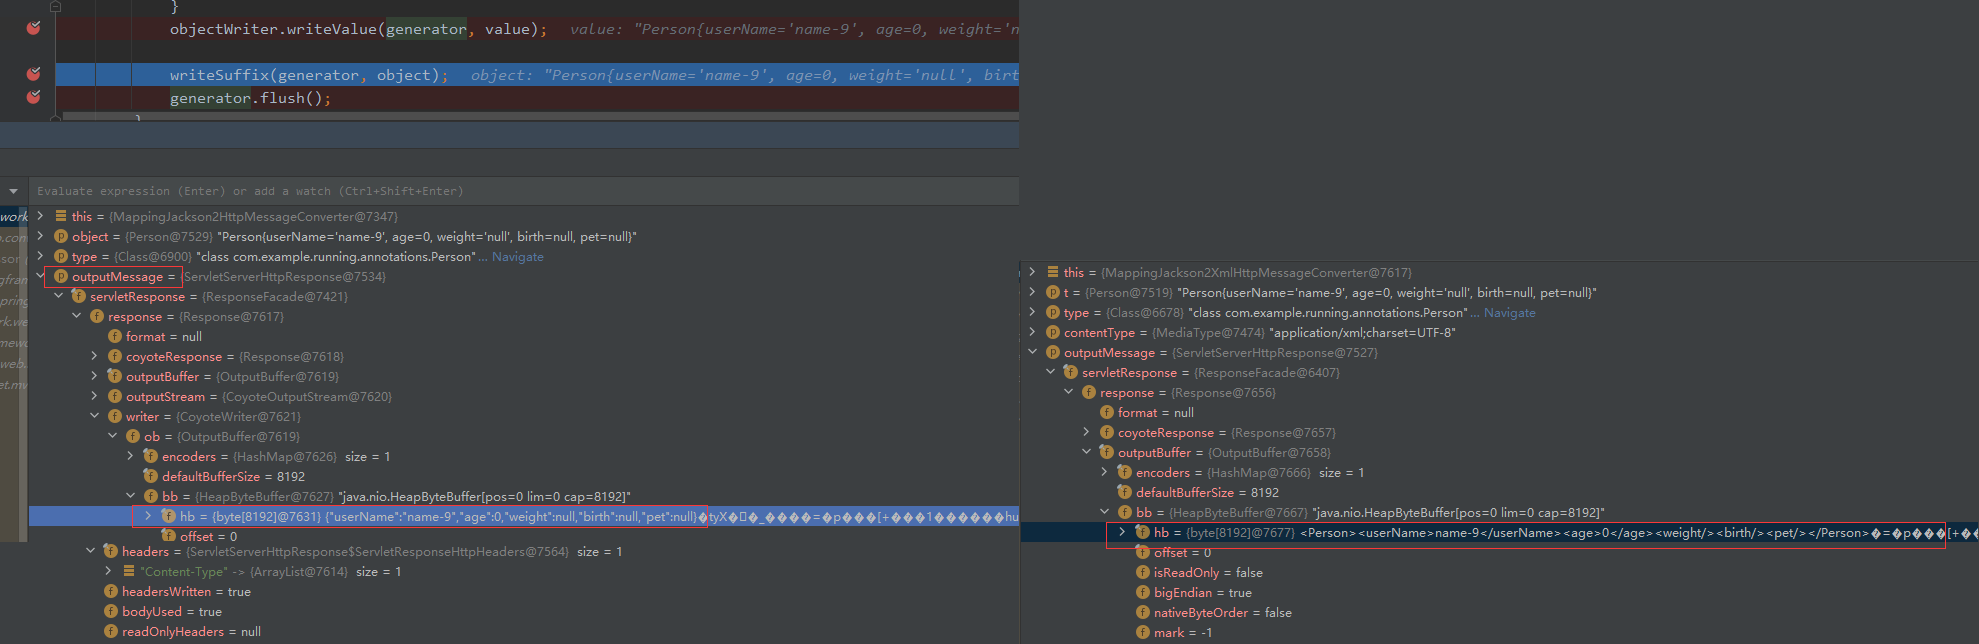 }
objectWriter.writeValue(generator, value);   value: "Person{userName='name-9', age=0, weight='n
writeSuffix(generator, object);   object: "Person{userName='name-9', age=0, weight='null', birt
generator.flush();
}
Evaluate expression (Enter) or add a watch (Ctrl+Shift+Enter)
this = {MappingJackson2HttpMessageConverter@7347}
object = {Person@7529} "Person{userName='name-9', age=0, weight='null', birth=null, pet=null}"
type = {Class@6900} "class com.example.running.annotations.Person" ... Navigate
outputMessage = {ServletServerHttpResponse@7534}
servletResponse = {ResponseFacade@7421}
response = {Response@7617}
format = null
coyoteResponse = {Response@7618}
outputBuffer = {OutputBuffer@7619}
outputStream = {CoyoteOutputStream@7620}
writer = {CoyoteWriter@7621}
ob = {OutputBuffer@7619}
encoders = {HashMap@7626}  size = 1
defaultBufferSize = 8192
bb = {HeapByteBuffer@7627} "java.nio.HeapByteBuffer[pos=0 lim=0 cap=8192]"
hb = {byte[8192]@7631} {"userName":"name-9","age":0,"weight":null,"birth":null,"pet":null}�tyX�
offset = 0
headers = {ServletServerHttpResponse$ServletResponseHttpHeaders@7564}  size = 1
"Content-Type" -> {ArrayList@7614}  size = 1
headersWritten = true
bodyUsed = true
readOnlyHeaders = null
this = {MappingJackson2XmlHttpMessageConverter@7617}
t = {Person@7519} "Person{userName='name-9', age=0, weight='null', birth=null, pet=null}"
type = {Class@6678} "class com.example.running.annotations.Person" ... Navigate
contentType = {MediaType@7474} "application/xml;charset=UTF-8"
outputMessage = {ServletServerHttpResponse@7527}
servletResponse = {ResponseFacade@6407}
response = {Response@7656}
format = null
coyoteResponse = {Response@7657}
outputBuffer = {OutputBuffer@7658}
encoders = {HashMap@7666}  size = 1
defaultBufferSize = 8192
bb = {HeapByteBuffer@7667} "java.nio.HeapByteBuffer[pos=0 lim=0 cap=8192]"
hb = {byte[8192]@7677} <Person><userName>name-9</userName><age>0</age><weight/><birth/><pet/></Person>�=�p���[+��
offset = 0
isReadOnly = false
bigEndian = true
nativeByteOrder = false
mark = -1